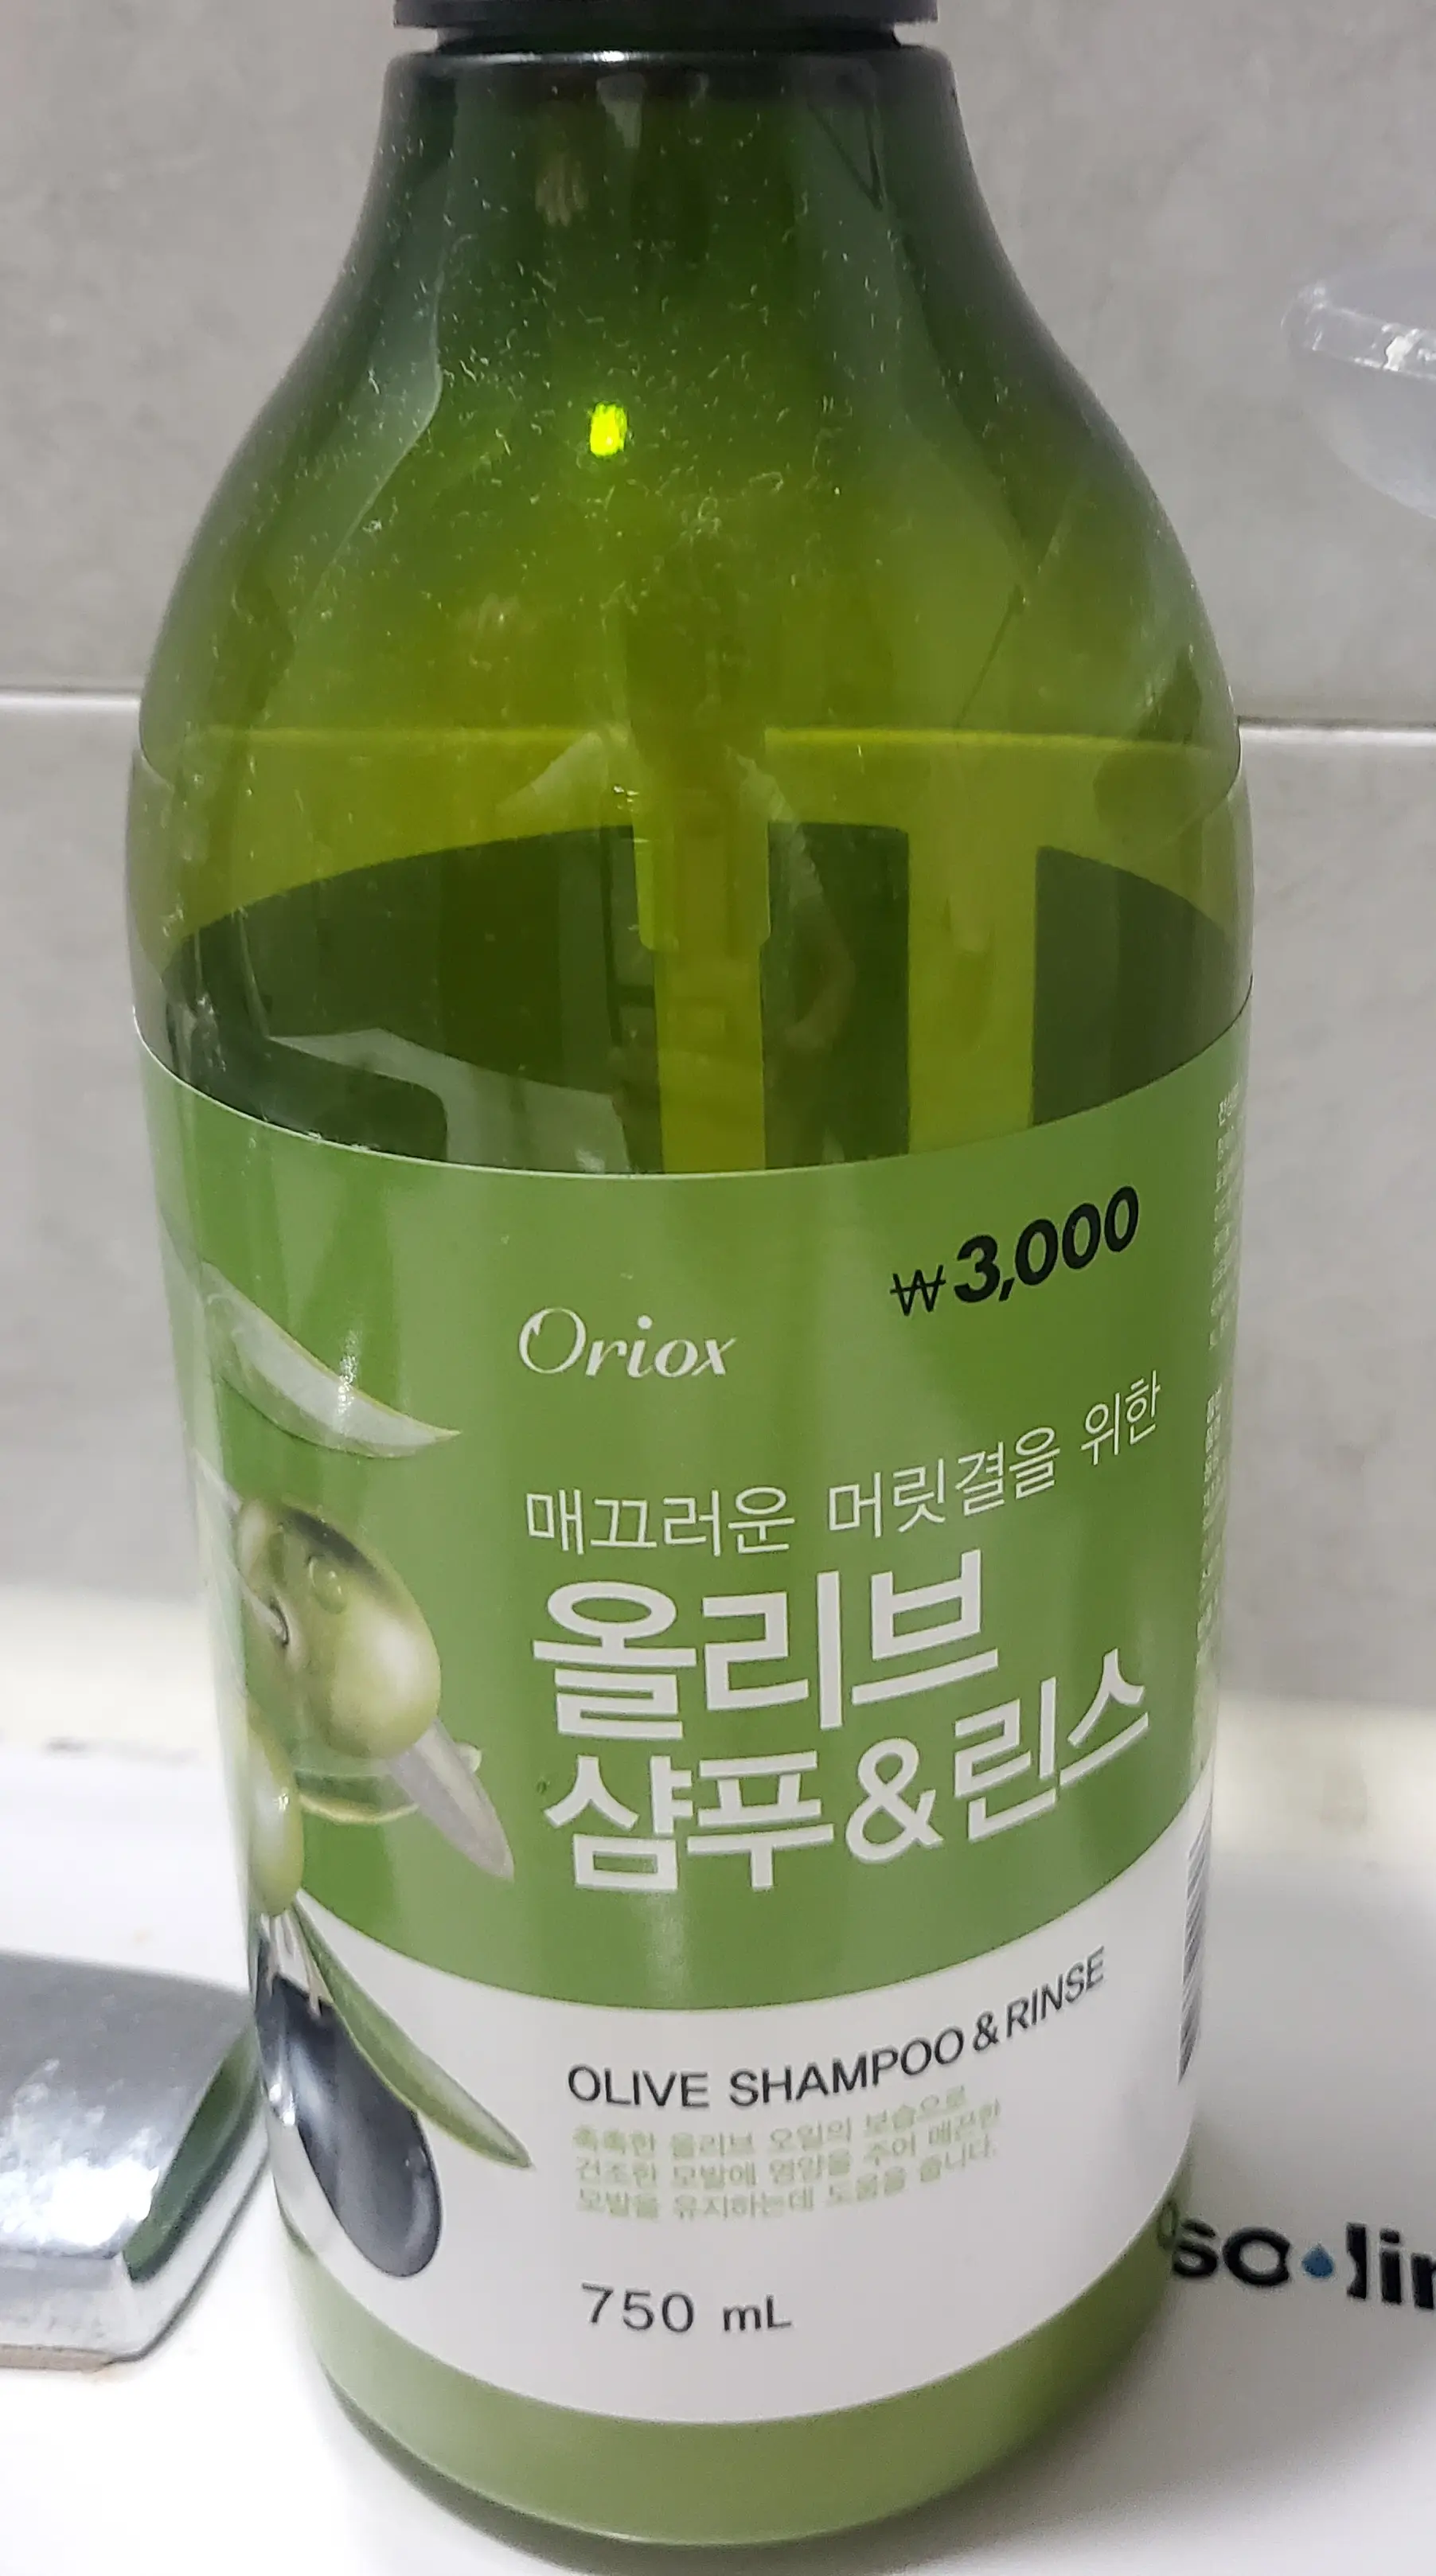 ₩3,000
Oriox
매끄러운 머릿결을 위한
올리브
샴푸&린스
OLIVE SHAMPOO & RINSE
촉촉한 올리브 오일의 보습으로
건조한 모발에 영양을 주어 매끈한
모발을 유지하는데 도움을 줍니다.
750 mL